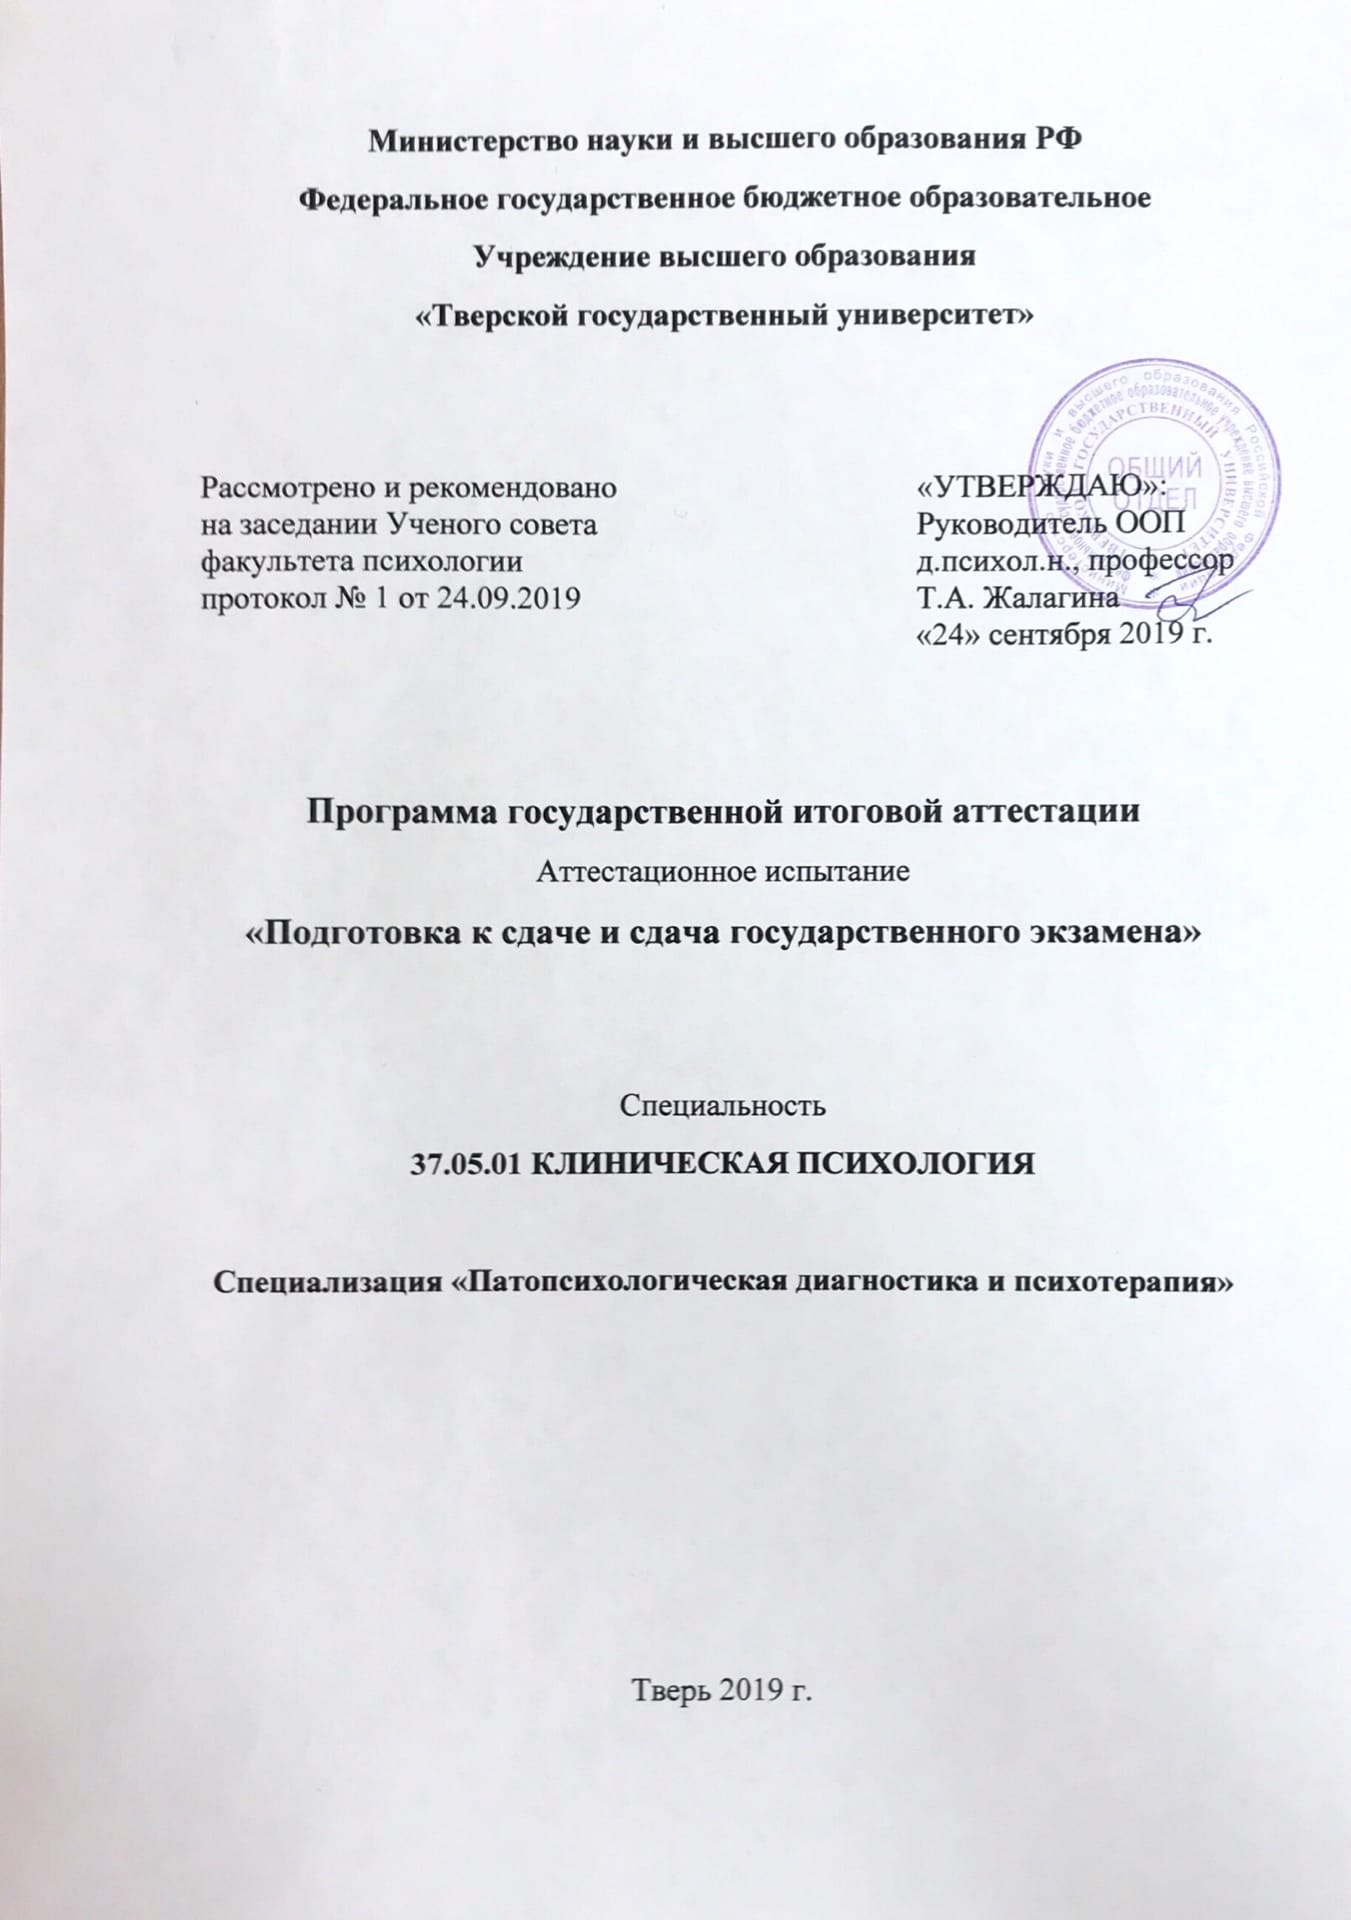 Министерство науки и высшего образования РФ
Федеральное государственное бюджетное образовательное
Учреждение высшего образования
«Тверской государственный университет»
Рассмотрено и рекомендовано
на заседании Ученого совета
факультета психологии
протокол № 1 от 24.09.2019
«УТВЕРЖДАЮ»:
Руководитель ООП
д.психол.н., профессор
Т.А. Жалагина
«24» сентября 2019 г.
ОБЩИЙ
ОТДЕЛ
Программа государственной итоговой аттестации
Аттестационное испытание
«Подготовка к сдаче и сдача государственного экзамена»
Специальность
37.05.01 КЛИНИЧЕСКАЯ ПСИХОЛОГИЯ
Специализация «Патопсихологическая диагностика и психотерапия»
Тверь 2019 г.